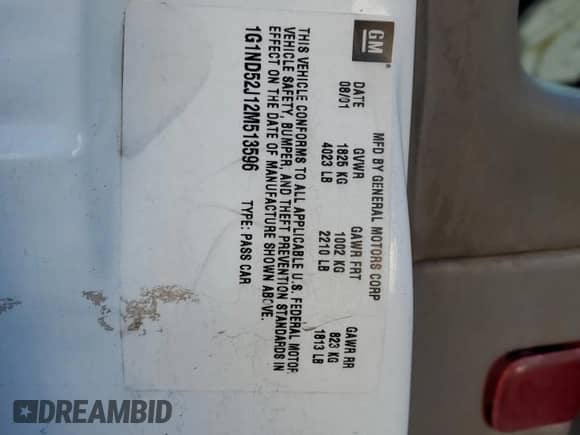 GM
®
MFD BY GENERAL MOTORS CORP
DATE GVWR GAWR FRT GAWR RR
08/01 1825 KG 1002 KG 823 KG
4023 LB 2210 LB 1813 LB
THIS VEHICLE CONFORMS TO ALL APPLICABLE U.S. FEDERAL MOTOR
VEHICLE SAFETY, BUMPER, AND THEFT PREVENTION STANDARDS IN
EFFECT ON THE DATE OF MANUFACTURE SHOWN ABOVE.
1G1ND52J12M513596 TYPE: PASS CAR
DREAMBID